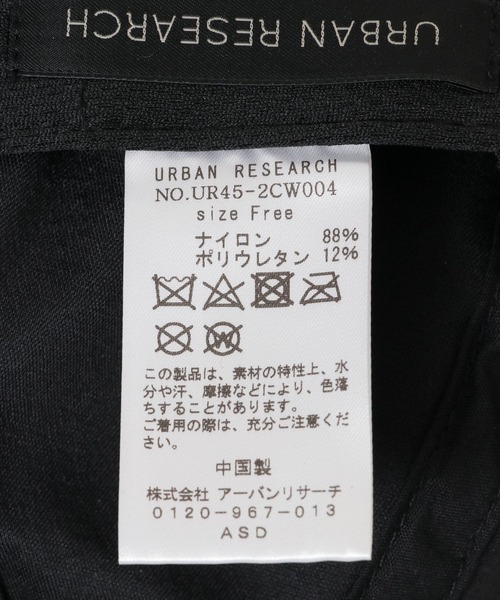 URBAN RESEARCH
URBAN RESEARCH
NO.UR45-2CW004
size Free
ナイロン 88%
ポリウレタン 12%
W
この製品は、素材の特性上、水
分や汗、摩擦などにより、色落
ちすることがあります。
ご着用の際は、充分ご注意くださ
い。
中国製
株式会社 アーバンリサーチ
0120-967-013
ASD